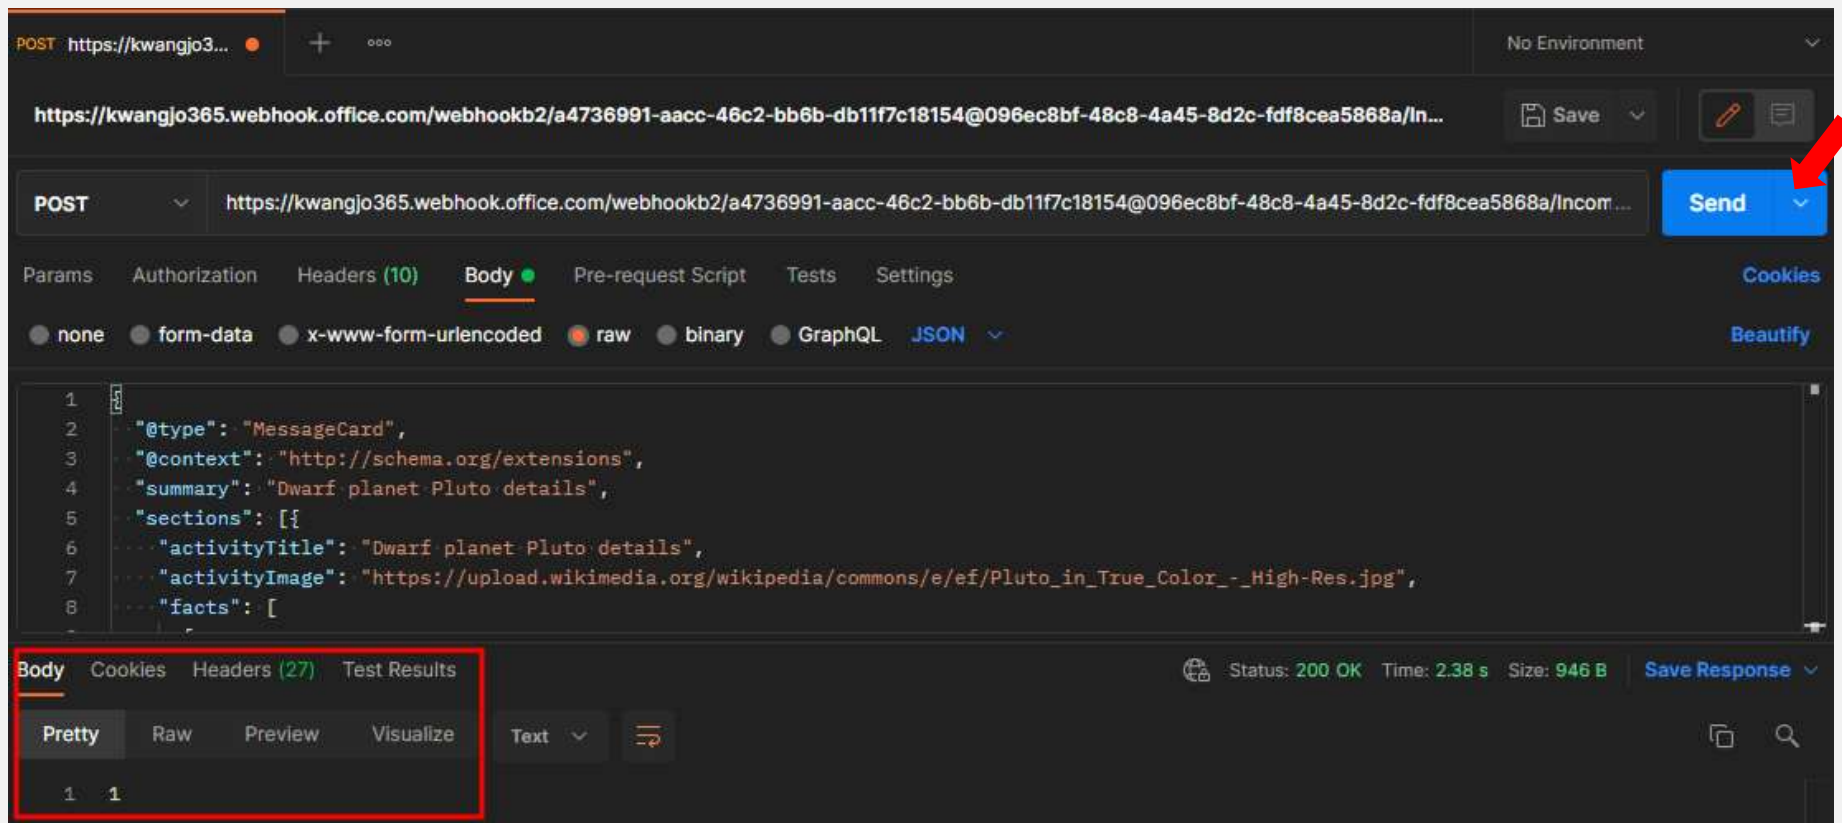 POST https://kwangjo3...
No Environment
https://kwangjo365.webhook.office.com/webhookb2/a4736991-aacc-46c2-bb6b-db11f7c18154@096ec8bf-48c8-4a45-8d2c-fdf8cea5868a/In...
Save
POST https://kwangjo365.webhook.office.com/webhookb2/a4736991-aacc-46c2-bb6b-db11f7c18154@096ec8bf-48c8-4a45-8d2c-fdf8cea5868a/Incom... Send
Params Authorization Headers (10) Body Pre-request Script Tests Settings Cookies
none form-data x-www-form-urlencoded raw binary GraphQL JSON Beautify
1 {
2 "@type": "MessageCard",
3 "@context": "http://schema.org/extensions",
4 "summary": "Dwarf planet Pluto details",
5 "sections": [{
6 "activityTitle": "Dwarf planet Pluto details",
7 "activityImage": "https://upload.wikimedia.org/wikipedia/commons/e/ef/Pluto_in_True_Color_-_High-Res.jpg",
8 "facts": [
Body Cookies Headers (27) Test Results Status: 200 OK Time: 2.38 s Size: 946 B Save Response
Pretty Raw Preview Visualize Text
1 1